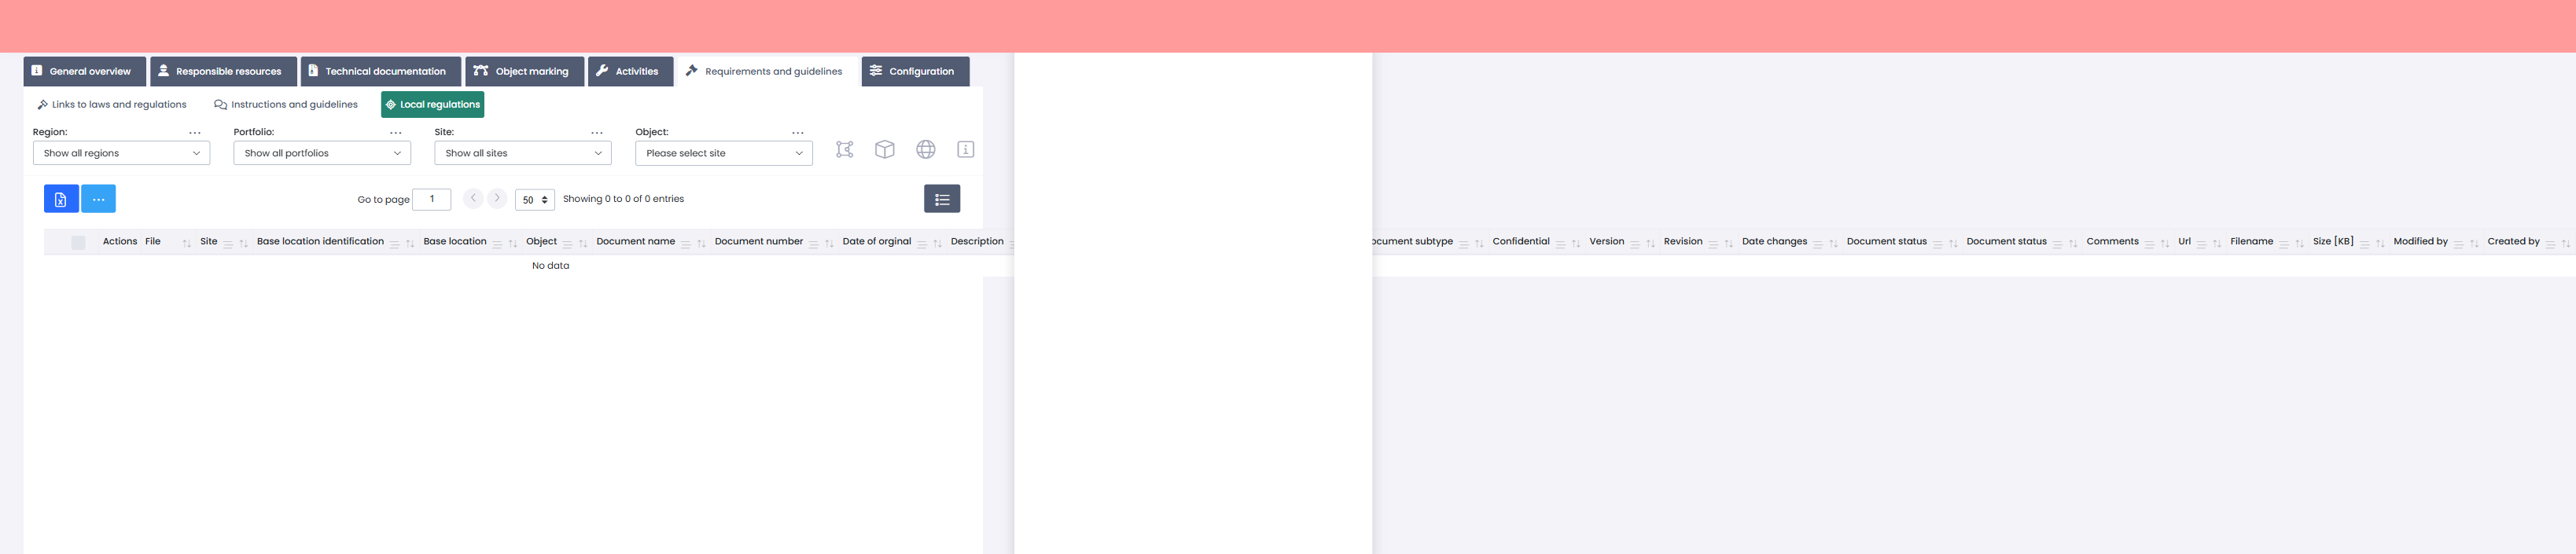 General overview Responsible resources Technical documentation Object marking Activities Requirements and guidelines Configuration
Links to laws and regulations Instructions and guidelines Local regulations
Region: ... Portfolio: ... Site: ... Object: ...
Show all regions Show all portfolios Show all sites Please select site
... Go to page 1 50 Showing 0 to 0 of 0 entries
Actions File Site Base location identification Base location Object Document name Document number Date of orginal Description ocument subtype Confidential Version Revision Date changes Document status Document status Comments Url Filename Size [KB] Modified by Created by
No data